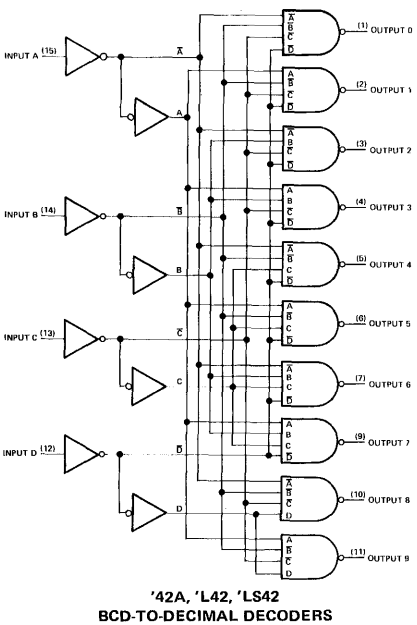 A̅
B̅
C̅
D̅
(1) OUTPUT 0
INPUT A (15)
A̅
A
B̅
C̅
D̅
(2) OUTPUT 1
A
A̅
B
C̅
D̅
(3) OUTPUT 2
A
B
C̅
D̅
(4) OUTPUT 3
INPUT B (14)
B̅
A̅
B̅
C
D̅
(5) OUTPUT 4
B
A
B̅
C
D̅
(6) OUTPUT 5
INPUT C (13)
C̅
A̅
B
C
D̅
(7) OUTPUT 6
C
A
B
C
D̅
(9) OUTPUT 7
INPUT D (12)
D̅
A̅
B̅
C̅
D
(10) OUTPUT 8
D
A
B̅
C̅
D
(11) OUTPUT 9
'42A, 'L42, 'LS42
BCD-TO-DECIMAL DECODERS